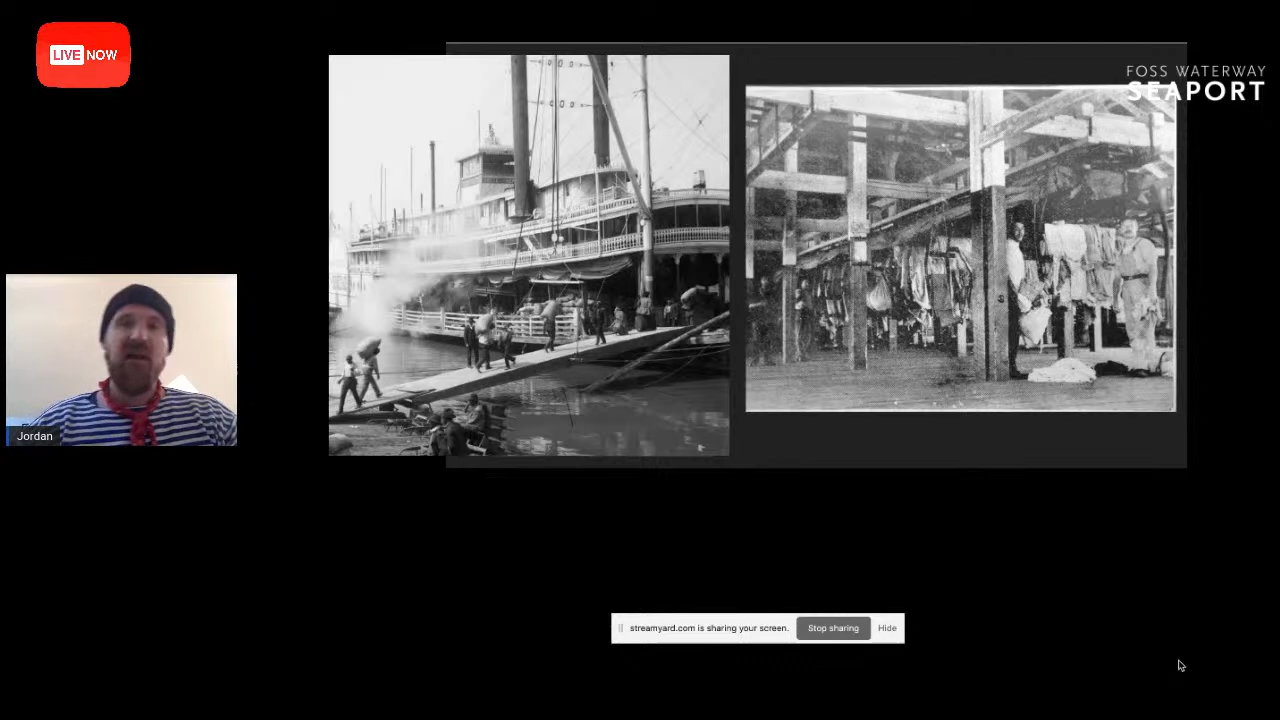 LIVE NOW
FOSS WATERWAY
SEAPORT
Jordan
streamyard.com is sharing your screen. Stop sharing Hide